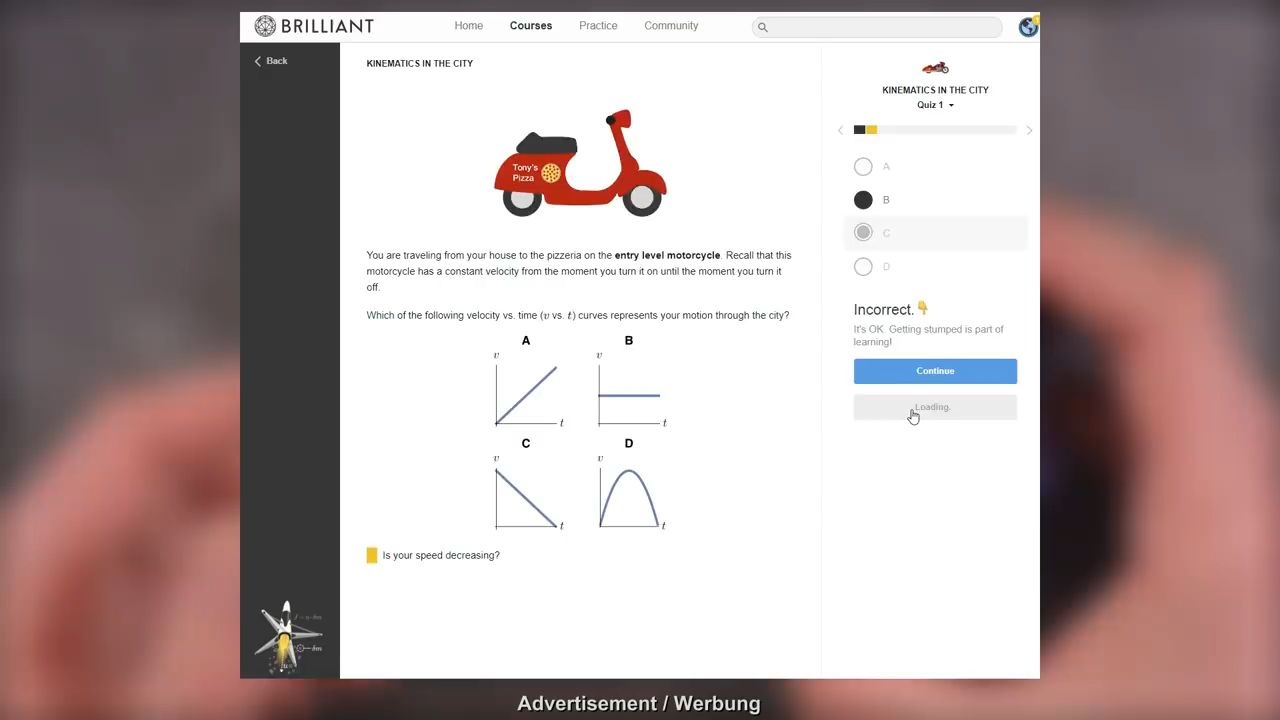 BRILLIANT
Home Courses Practice Community
Back
KINEMATICS IN THE CITY
Tony's
Pizza
You are traveling from your house to the pizzeria on the entry level motorcycle. Recall that this
motorcycle has a constant velocity from the moment you turn it on until the moment you turn it
off.
Which of the following velocity vs. time (v vs. t) curves represents your motion through the city?
A B
v v
t t
C D
v v
t t
Is your speed decreasing?
KINEMATICS IN THE CITY
Quiz 1
A
B
C
D
Incorrect.
It's OK. Getting stumped is part of
learning!
Continue
Loading.
Advertisement / Werbung